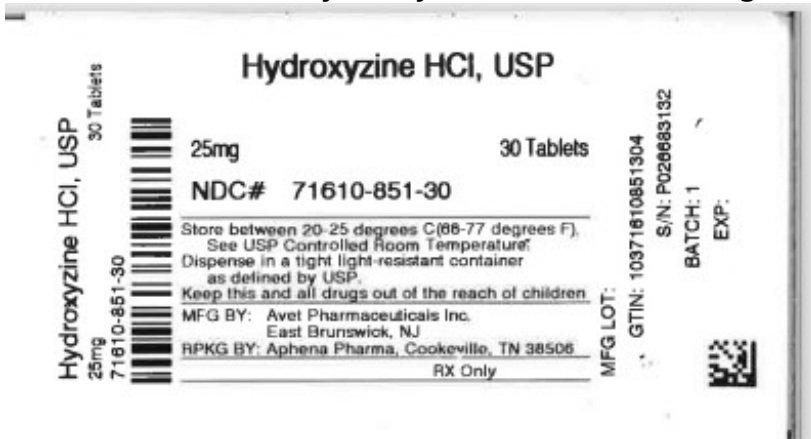 Hydroxyzine HCl, USP
25mg 30 Tablets
NDC# 71610-851-30
Store between 20-25 degrees C(68-77 degrees F).
See USP Controlled Room Temperature.
Dispense in a tight light-resistant container
as defined by USP.
Keep this and all drugs out of the reach of children
MFG BY: Avet Pharmaceuticals Inc.
East Brunswick, NJ
RPKG BY: Aphena Pharma, Cookeville, TN 38506
RX Only
Hydroxyzine HCl, USP
25mg 30 Tablets
71610-851-30
MFG LOT:
GTIN: 10371610851304
S/N: P026683132
BATCH: 1
EXP: